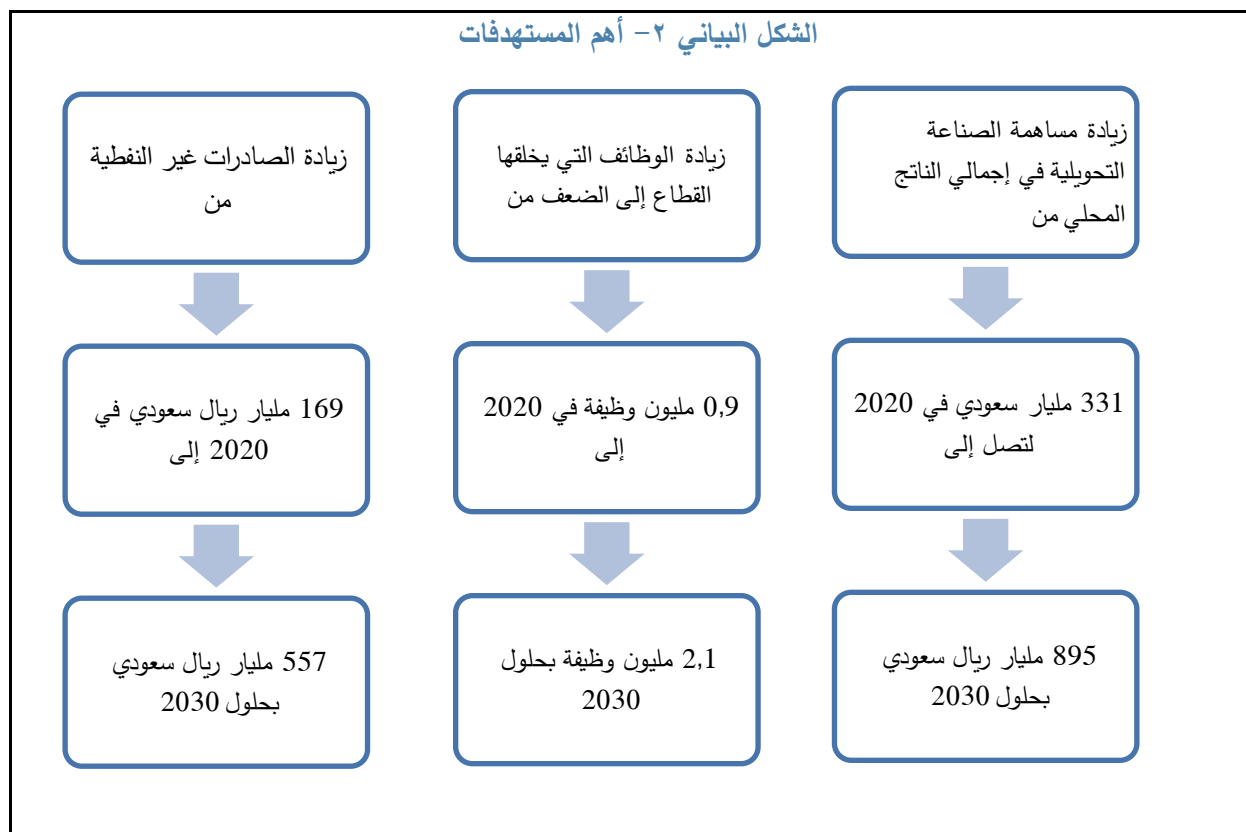 الشكل البياني ٢- أهم المستهدفات
زيادة مساهمة الصناعة
التحويلية في إجمالي الناتج
المحلي من
331 مليار سعودي في 2020
لتصل إلى
895 مليار ريال سعودي
بحلول 2030
زيادة الوظائف التي يخلقها
القطاع إلى الضعف من
0,9 مليون وظيفة في 2020
إلى
2,1 مليون وظيفة بحلول
2030
زيادة الصادرات غير النفطية
من
169 مليار ريال سعودي في
2020 إلى
557 مليار ريال سعودي
بحلول 2030